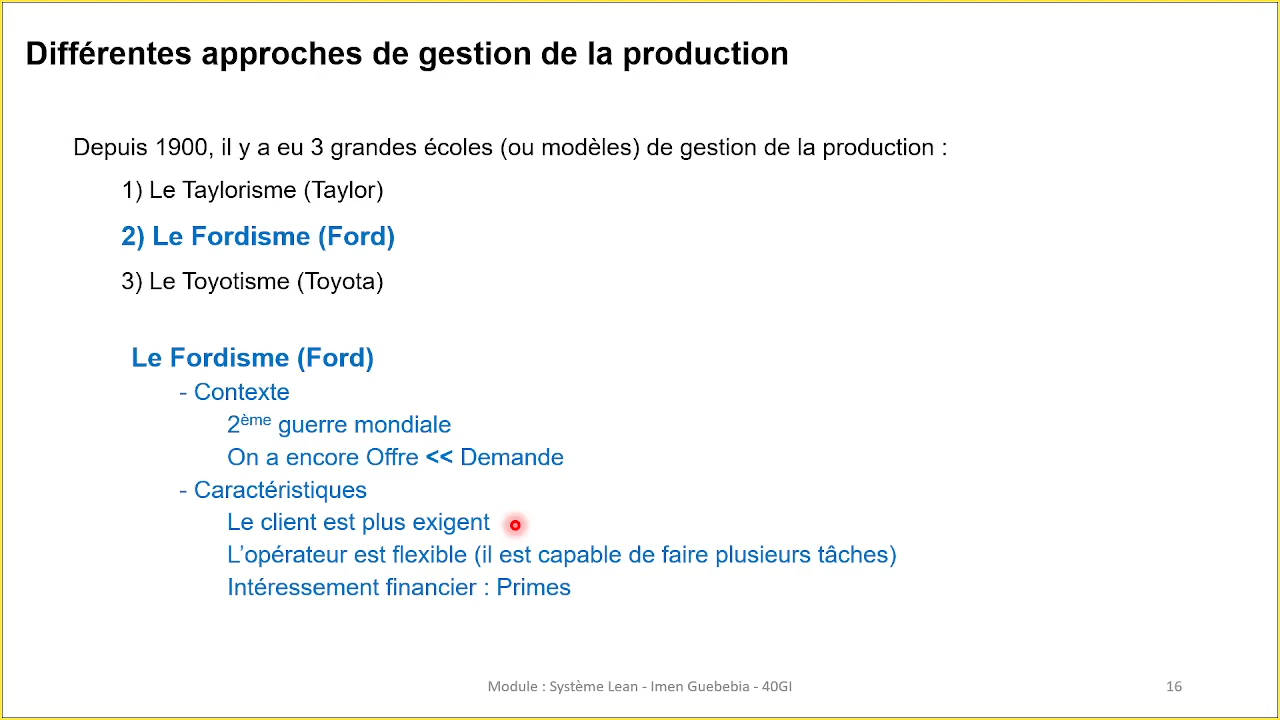 Différentes approches de gestion de la production
Depuis 1900, il y a eu 3 grandes écoles (ou modèles) de gestion de la production :
1) Le Taylorisme (Taylor)
2) Le Fordisme (Ford)
3) Le Toyotisme (Toyota)
Le Fordisme (Ford)
- Contexte
2ème guerre mondiale
On a encore Offre << Demande
- Caractéristiques
Le client est plus exigent
L’opérateur est flexible (il est capable de faire plusieurs tâches)
Intéressement financier : Primes
Module : Système Lean - Imen Guebebia - 40GI
16